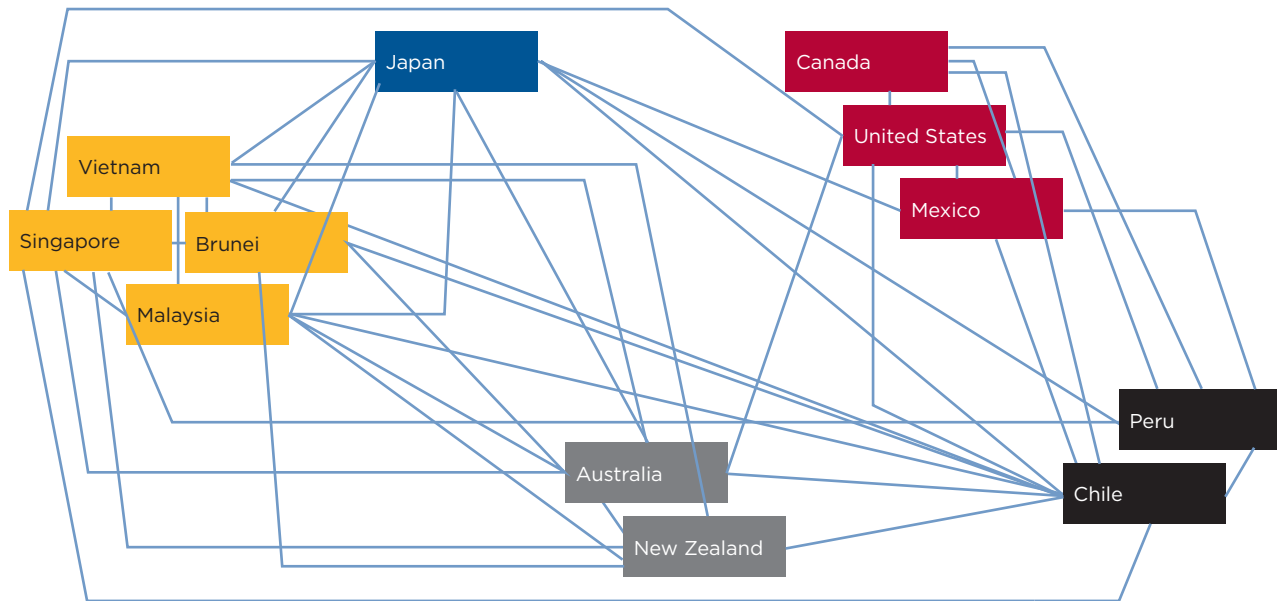 Japan
Canada
United States
Vietnam
Mexico
Singapore
Brunei
Malaysia
Peru
Australia
Chile
New Zealand